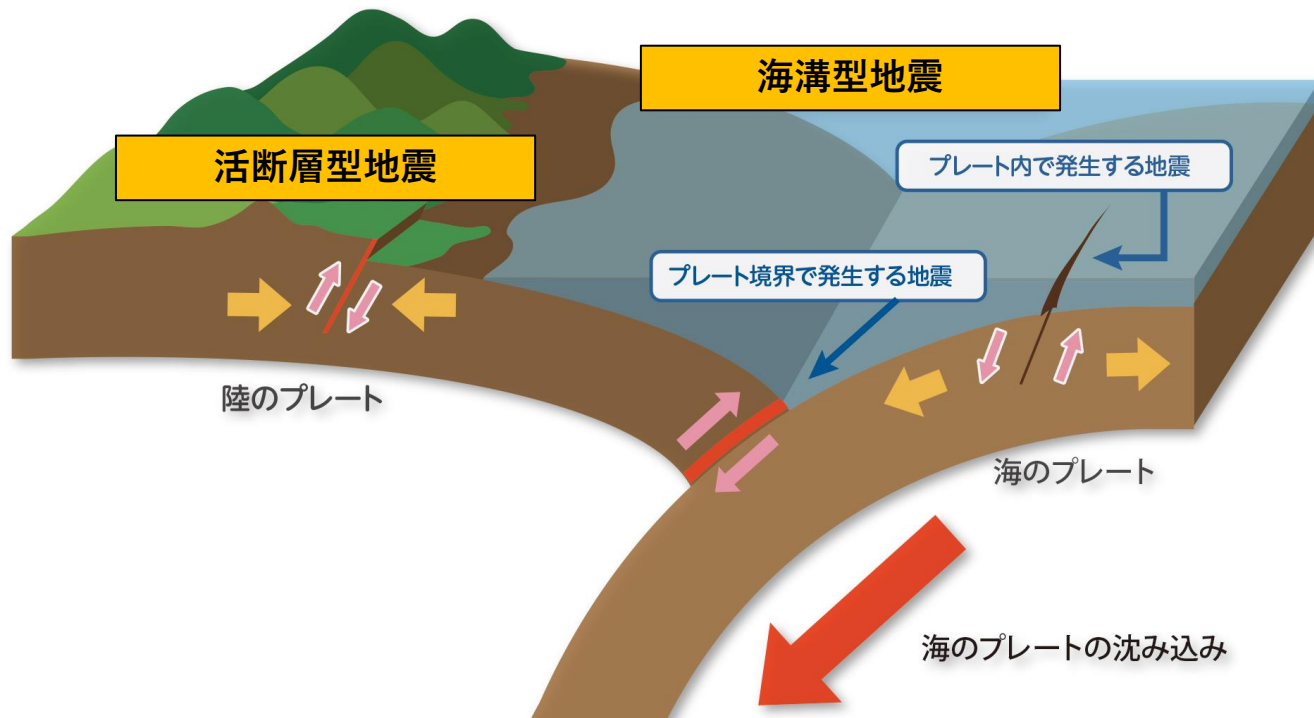 海溝型地震
活断層型地震
プレート内で発生する地震
プレート境界で発生する地震
陸のプレート
海のプレート
海のプレートの沈み込み